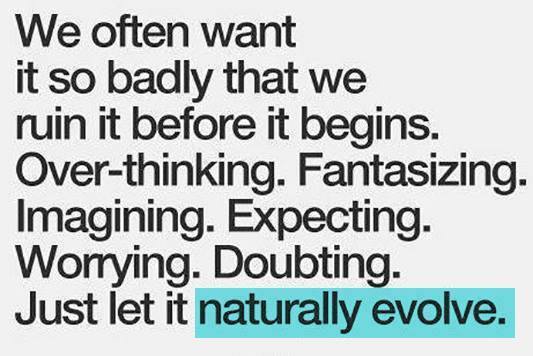 We often want
it so badly that we
ruin it before it begins.
Over-thinking. Fantasizing.
Imagining. Expecting.
Worrying. Doubting.
Just let it naturally evolve.